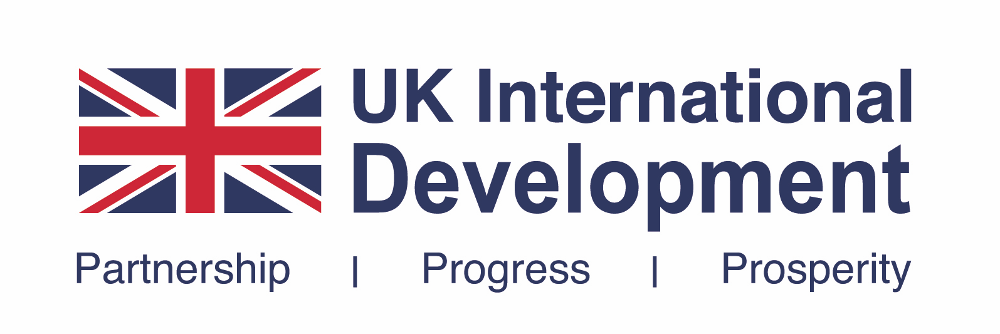 UK International
Development
Partnership | Progress | Prosperity